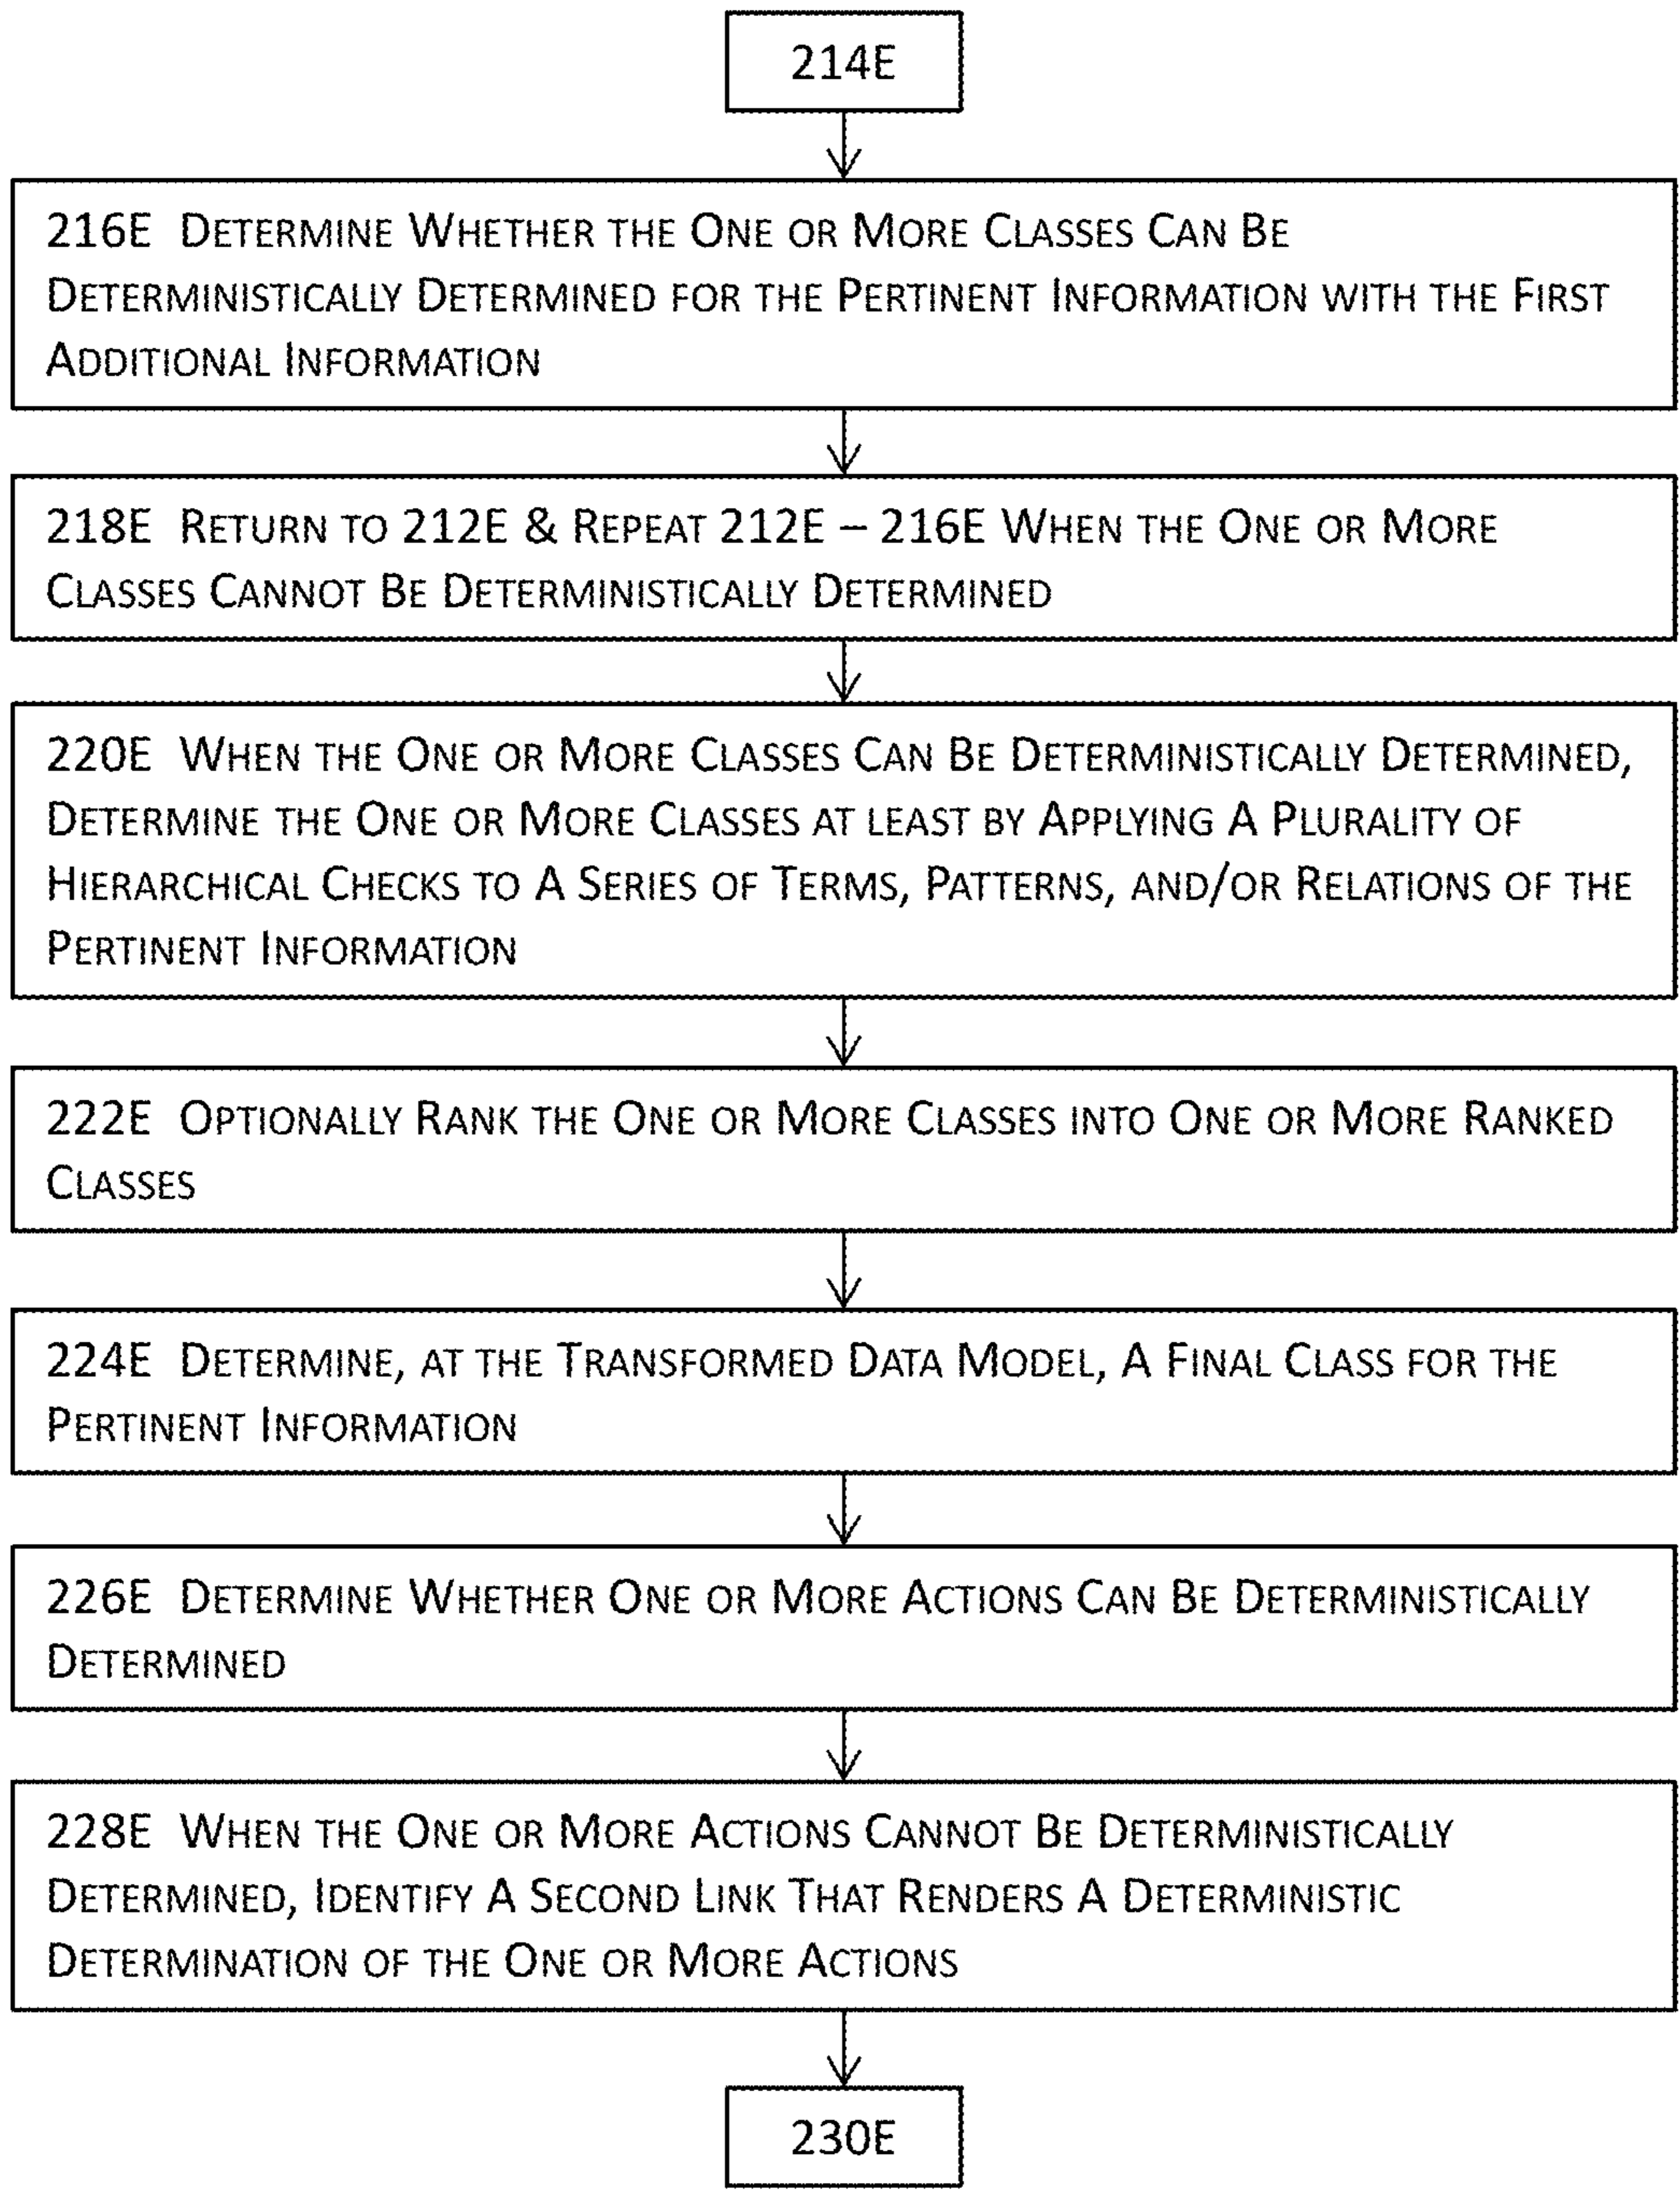 214E
216E Determine Whether the One or More Classes Can Be
Deterministically Determined for the Pertinent Information with the First
Additional Information
218E Return to 212E & Repeat 212E – 216E When the One or More
Classes Cannot Be Deterministically Determined
220E When the One or More Classes Can Be Deterministically Determined,
Determine the One or More Classes at least by Applying A Plurality of
Hierarchical Checks to A Series of Terms, Patterns, and/or Relations of the
Pertinent Information
222E Optionally Rank the One or More Classes into One or More Ranked
Classes
224E Determine, at the Transformed Data Model, A Final Class for the
Pertinent Information
226E Determine Whether One or More Actions Can Be Deterministically
Determined
228E When the One or More Actions Cannot Be Deterministically
Determined, Identify A Second Link That Renders A Deterministic
Determination of the One or More Actions
230E